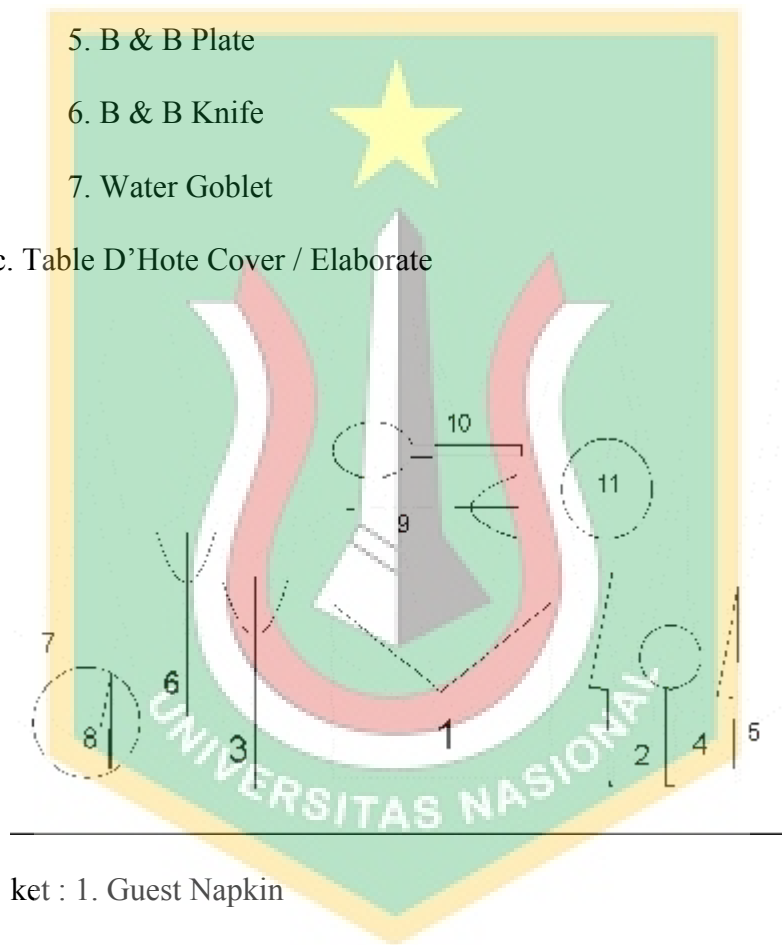 5. B & B Plate
6. B & B Knife
7. Water Goblet
c. Table D’Hote Cover / Elaborate
10
11
9
7
6
8
3
1
2
4
5
UNIVERSITAS NASIONAL
ket : 1. Guest Napkin